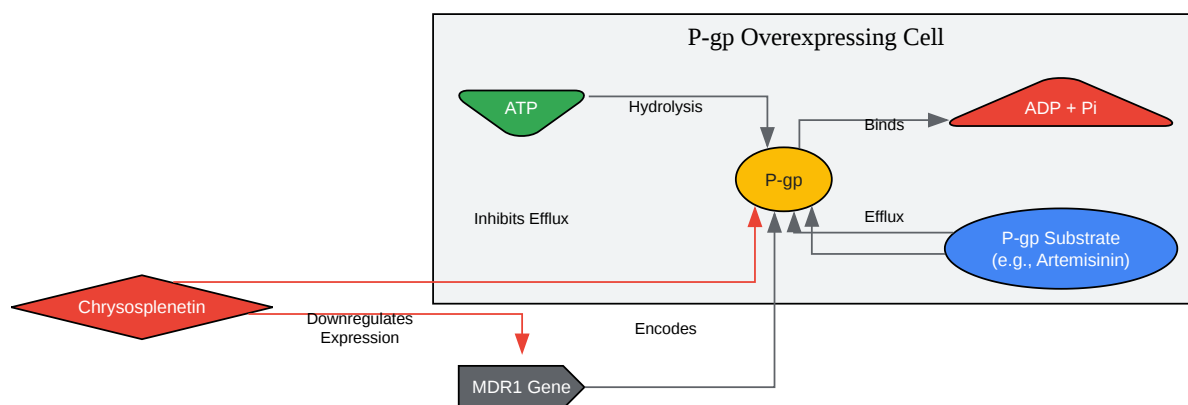 P-gp Overexpressing Cell
ATP
Hydrolysis
ADP + Pi
Binds
P-gp
Inhibits Efflux
Efflux
P-gp Substrate
(e.g., Artemisinin)
Chrysosplenetin
Downregulates
Expression
Encodes
MDR1 Gene